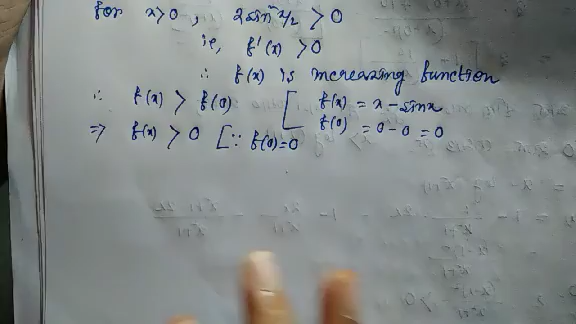 for x>0 , 2sin²x/2 > 0
ie, f'(x) > 0
∴ f(x) is increasing function
∴ f(x) > f(0) [ f(x) = x - sinx
⇒ f(x) > 0 [∵ f(0)=0 f(0) = 0 - 0 = 0